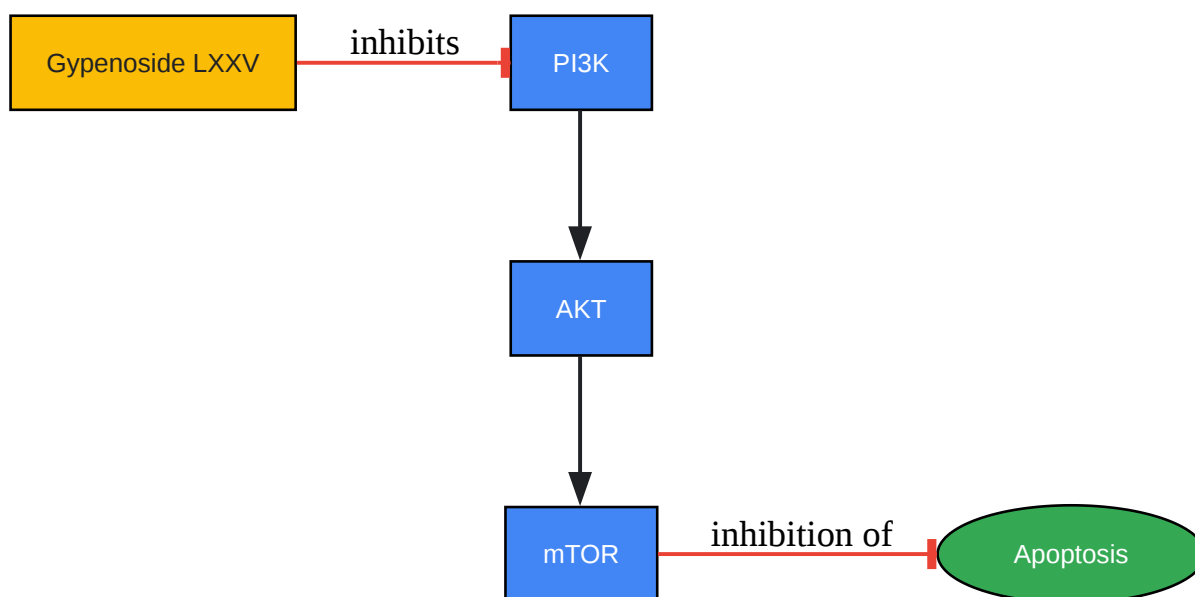 Gypenoside LXXV
inhibits
PI3K
AKT
mTOR
inhibition of
Apoptosis